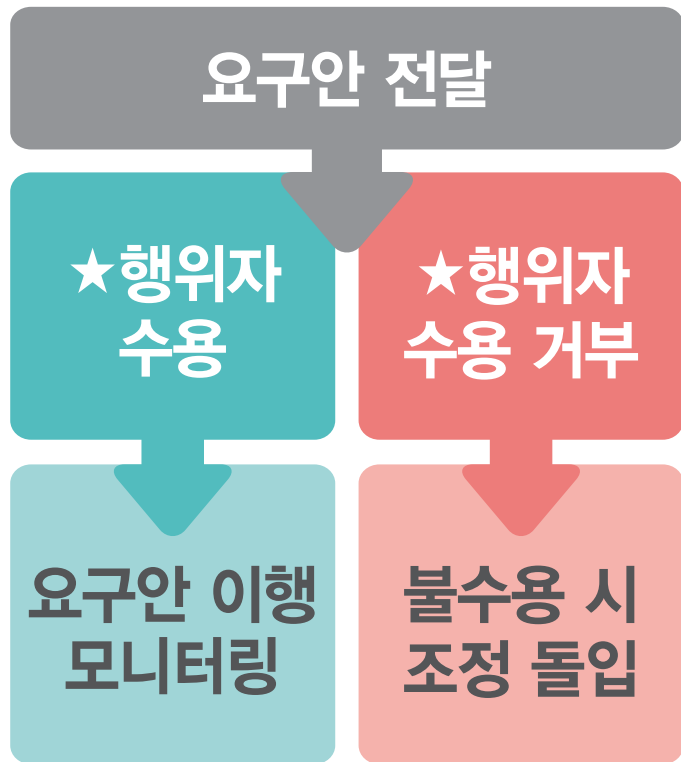 요구안 전달
★행위자
수용
★행위자
수용 거부
요구안 이행
모니터링
불수용 시
조정 돌입